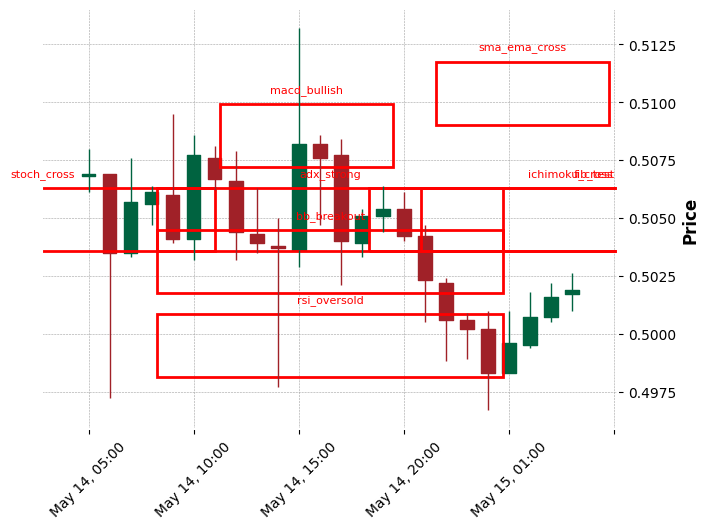 sma_ema_cross
0.5125
macd_bullish
0.5100
0.5075
stoch_cross
adx_strong
0.5050
bb_breakout
0.5025
rsi_oversold
0.5000
0.4975
Price
May 14, 05:00
May 14, 10:00
May 14, 15:00
May 14, 20:00
May 15, 01:00